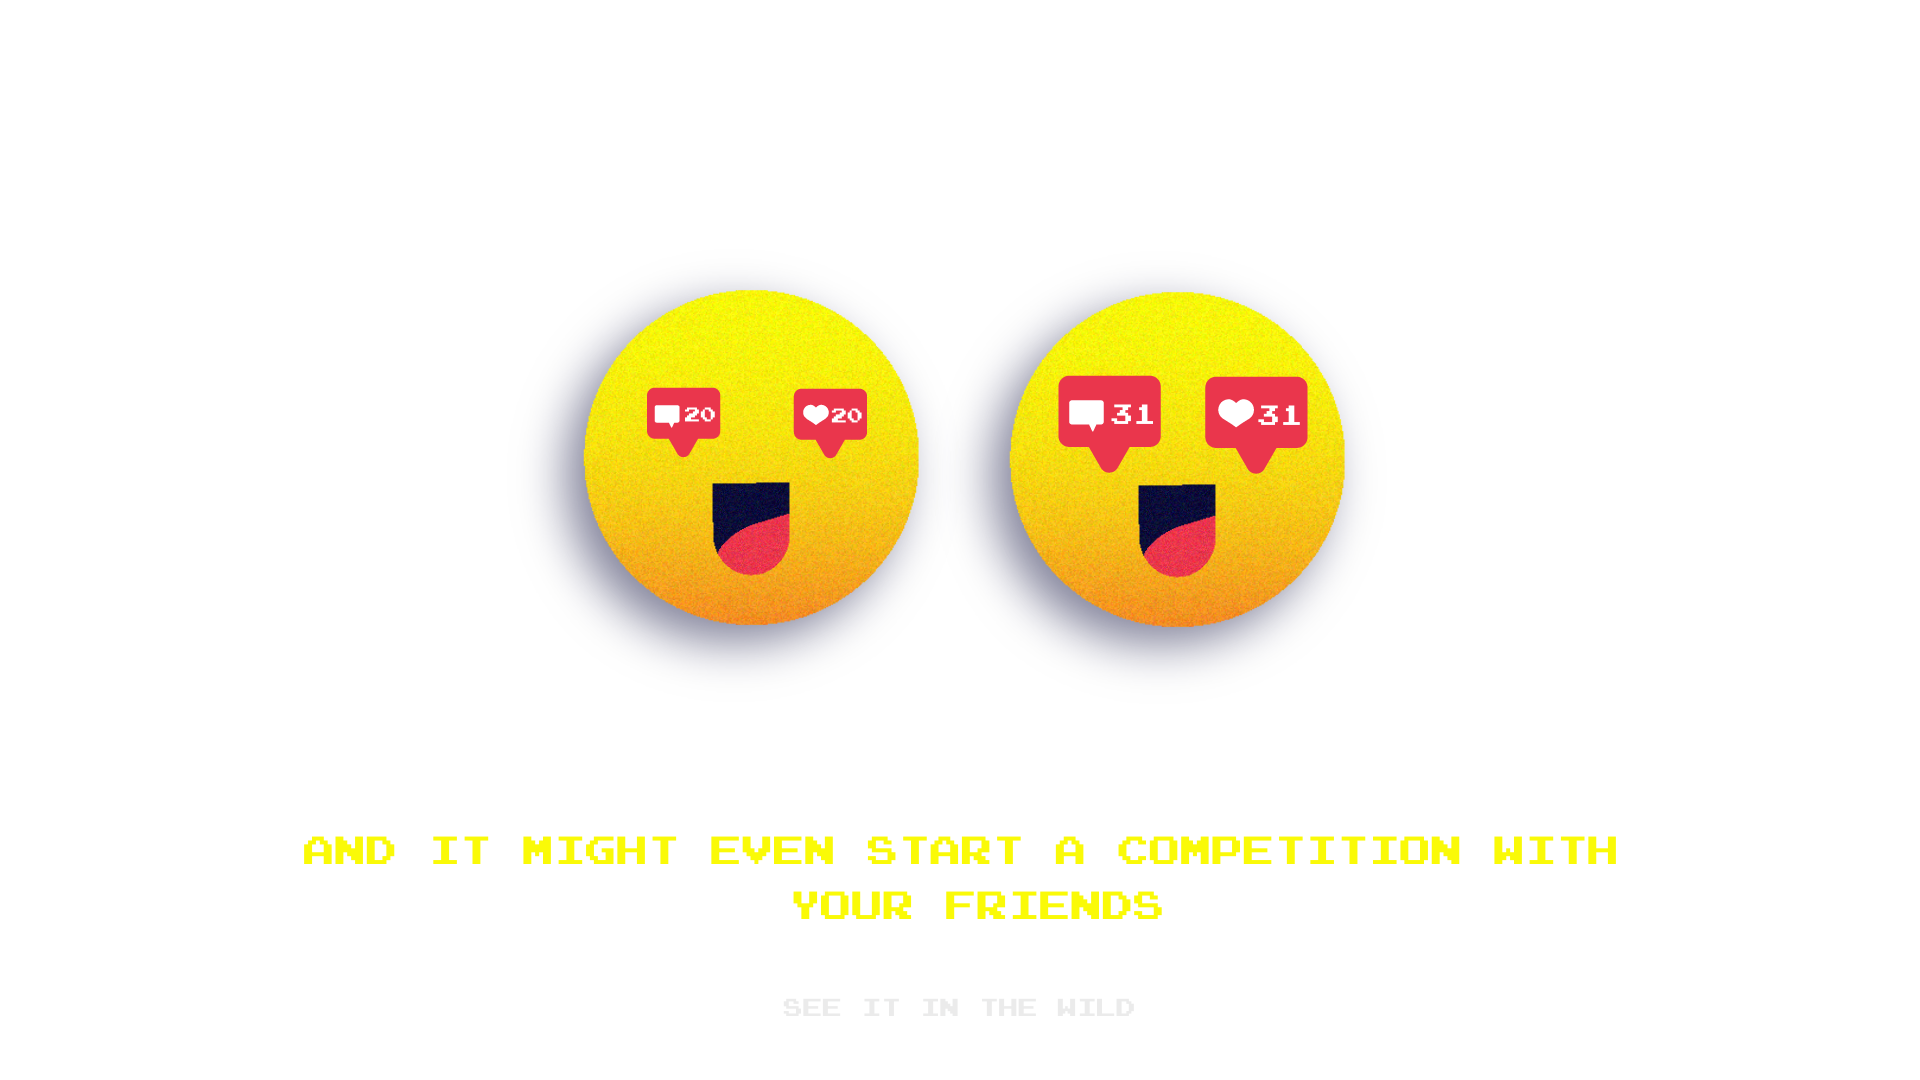 20 20 31 31
AND IT MIGHT EVEN START A COMPETITION WITH
YOUR FRIENDS
SEE IT IN THE WILD